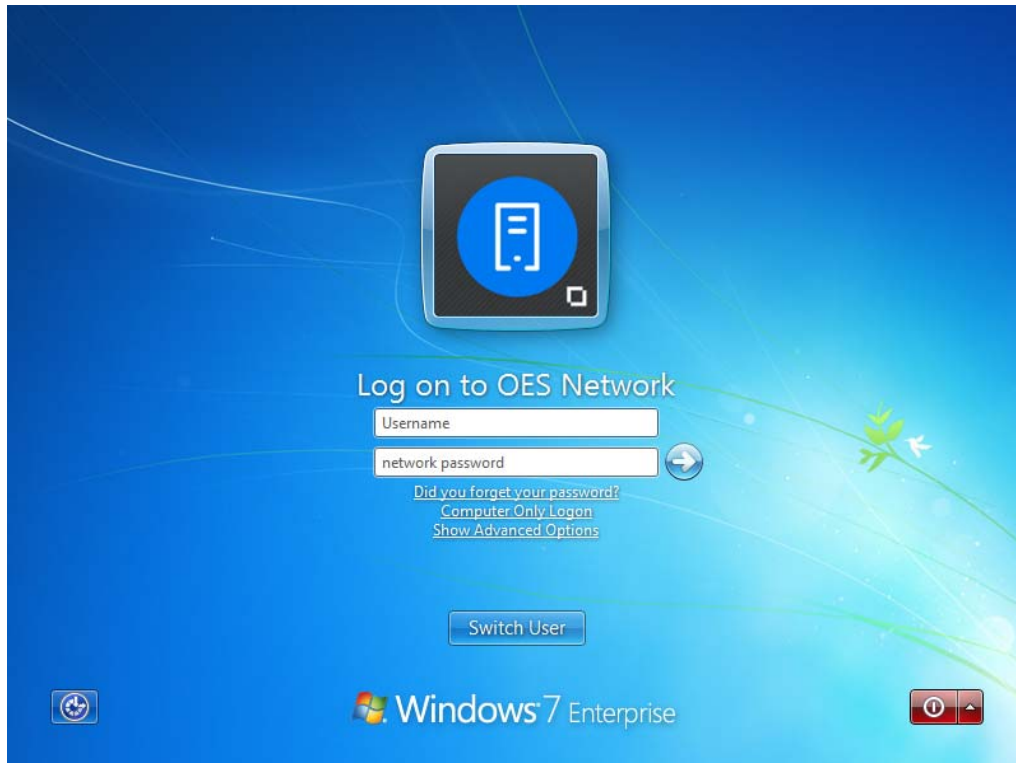 Log on to OES Network
Username
network password
Did you forget your password?
Computer Only Logon
Show Advanced Options
Switch User
Windows 7 Enterprise